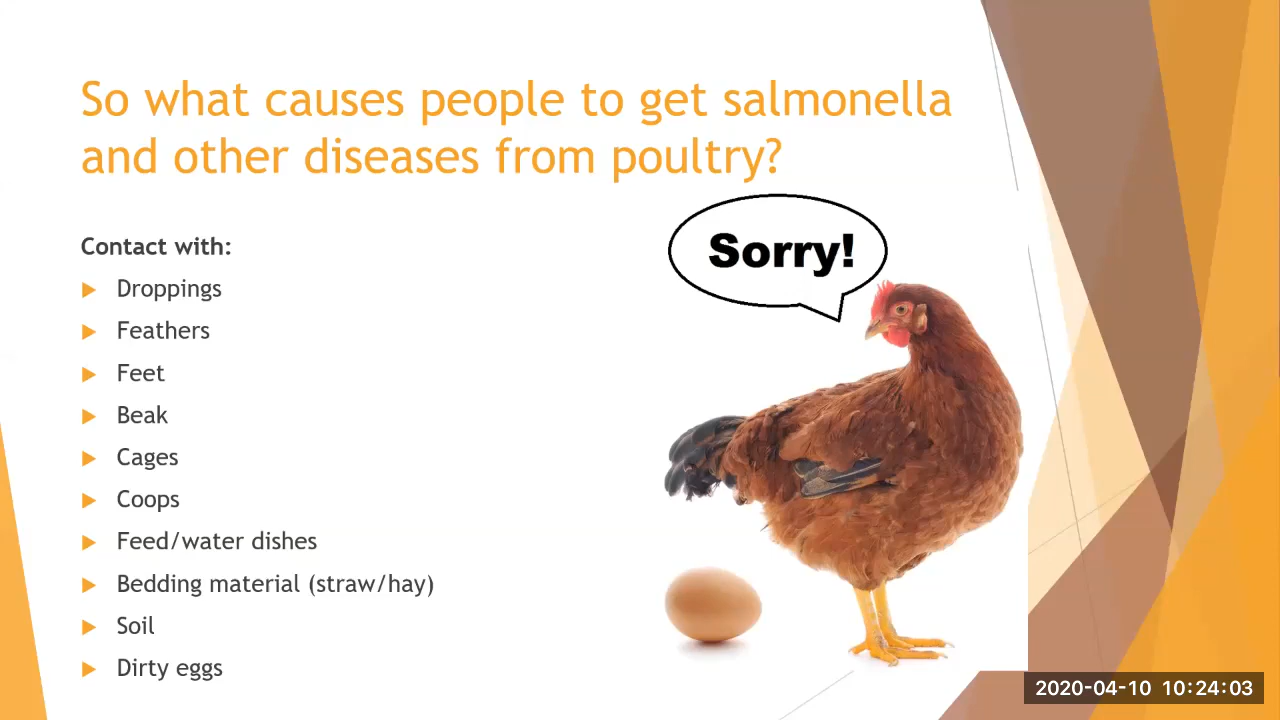 So what causes people to get salmonella
and other diseases from poultry?
Sorry!
Contact with:
Droppings
Feathers
Feet
Beak
Cages
Coops
Feed/water dishes
Bedding material (straw/hay)
Soil
Dirty eggs
2020-04-10 10:24:03